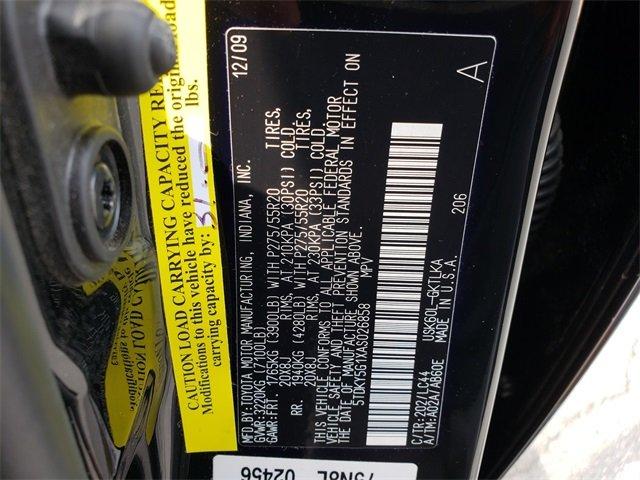 CAUTION LOAD CARRYING CAPACITY RE
Modifications to this vehicle have reduced the original load
carrying capacity by: lbs.
MFD.BY: TOYOTA MOTOR MANUFACTURING, INDIANA, INC. 12/09
GVWR: 3220KG (7100LB)
GAWR: FRT. 1765KG (3900LB) WITH P275/55R20 TIRES,
20X8J RIMS, AT 210KPA (30PSI) COLD
RR. 1940KG (4280LB) WITH P275/55R20 TIRES,
20X8J RIMS, AT 230KPA (33PSI) COLD
THIS VEHICLE CONFORMS TO ALL APPLICABLE FEDERAL MOTOR
VEHICLE SAFETY AND THEFT PREVENTION STANDARDS IN EFFECT ON
THE DATE OF MANUFACTURE SHOWN ABOVE.
5TDKY5G1XAS026858 MPV
A
206
C/TR:202/LC44 USK60L-GKTLKA
A/TM:A02A/AB60E MADE IN U.S.A.
75N8L 02456